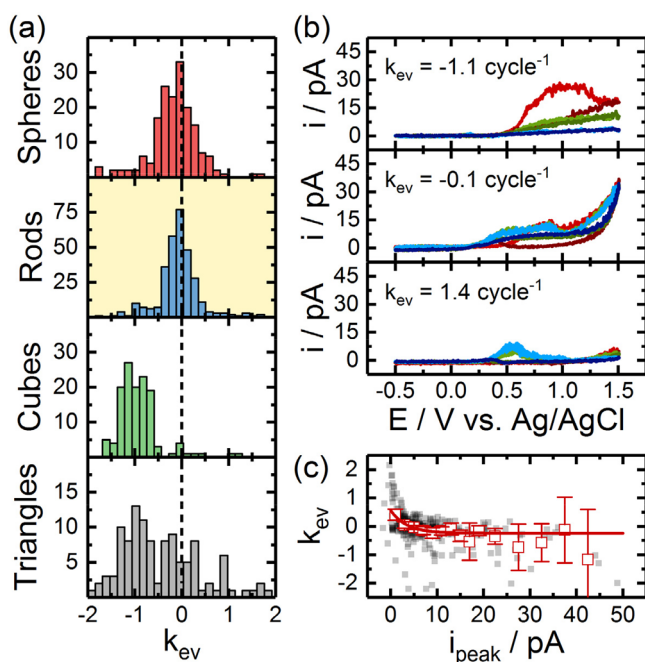 (a)
Spheres
30
20
10
Rods
75
50
25
Cubes
30
20
10
Triangles
15
10
5
-2 -1 0 1 2
k_ev
(b)
i / pA
45
30
15
0
k_ev = -1.1 cycle⁻¹
i / pA
45
30
15
0
k_ev = -0.1 cycle⁻¹
i / pA
45
30
15
0
k_ev = 1.4 cycle⁻¹
-0.5 0.0 0.5 1.0 1.5
E / V vs. Ag/AgCl
(c)
k_ev
2
0
-2
0 10 20 30 40 50
i_peak / pA